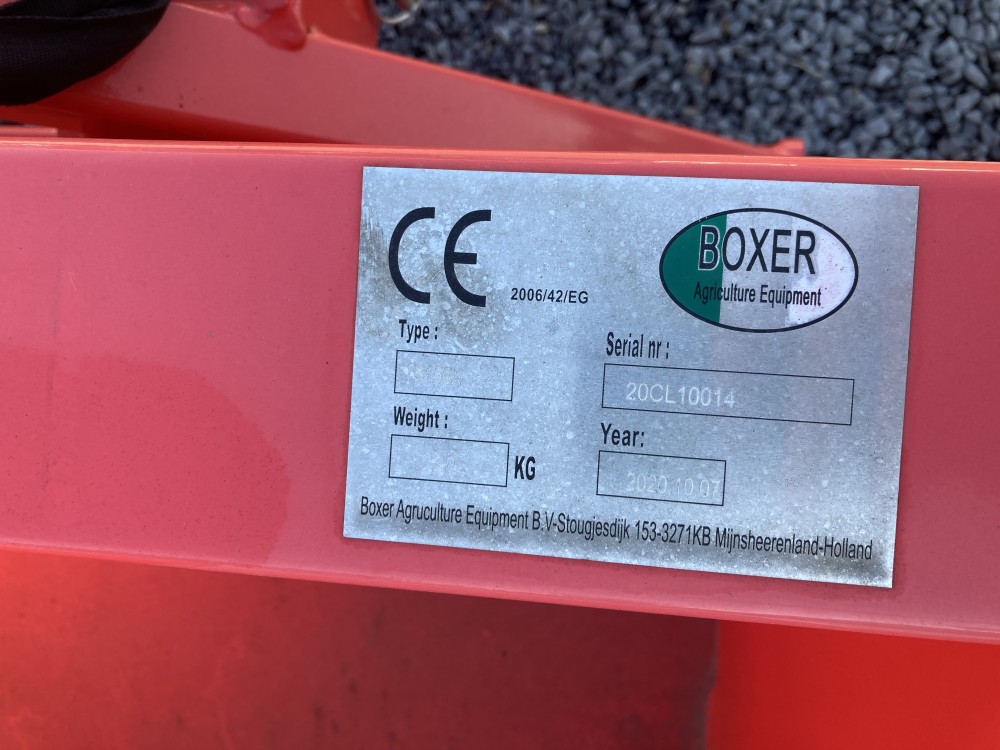 CE 2006/42/EG
BOXER
Agriculture Equipment
Type :
Serial nr :
20CL10014
Weight :
KG
Year:
2020.10.07
Boxer Agruculture Equipment B.V-Stougjesdijk 153-3271KB Mijnsheerenland-Holland